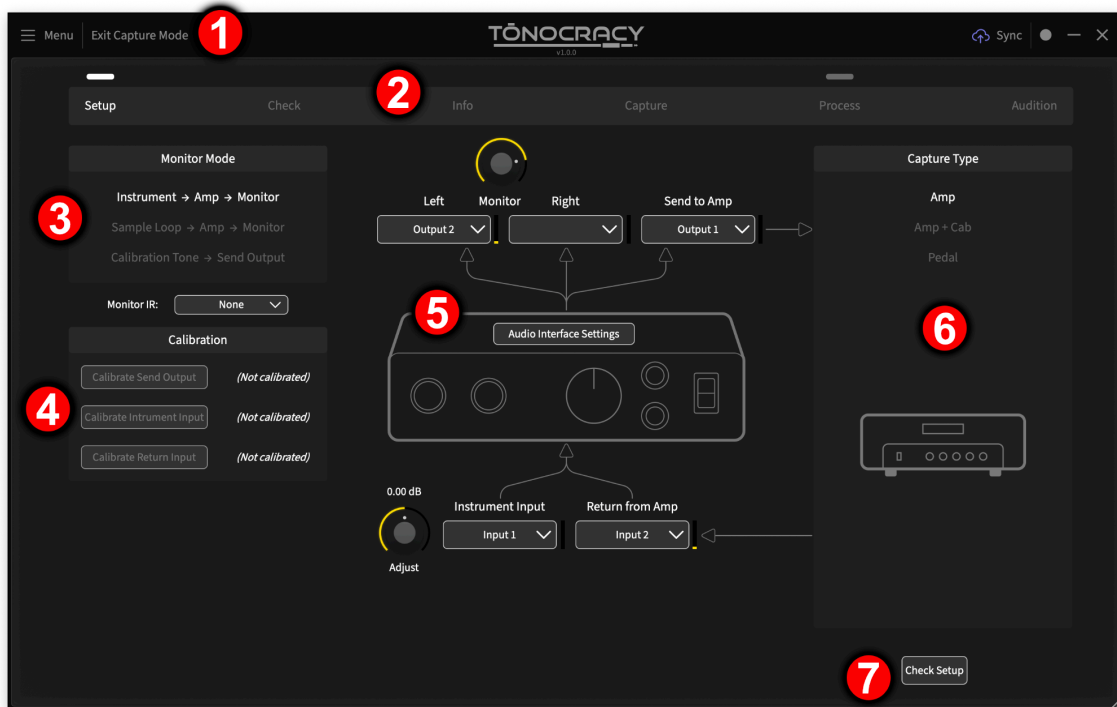 Menu
Exit Capture Mode
1
TŌNOCRACY
v1.0.0
Sync
2
Setup
Check
Info
Capture
Process
Audition
Monitor Mode
3
Instrument → Amp → Monitor
Sample Loop → Amp → Monitor
Calibration Tone → Send Output
Monitor IR:
None
Calibration
4
Calibrate Send Output
(Not calibrated)
Calibrate Intrument Input
(Not calibrated)
Calibrate Return Input
(Not calibrated)
Left
Monitor
Right
Send to Amp
Output 2
Output 1
5
Audio Interface Settings
0.00 dB
Instrument Input
Return from Amp
Input 1
Input 2
Adjust
Capture Type
Amp
Amp + Cab
Pedal
6
7
Check Setup